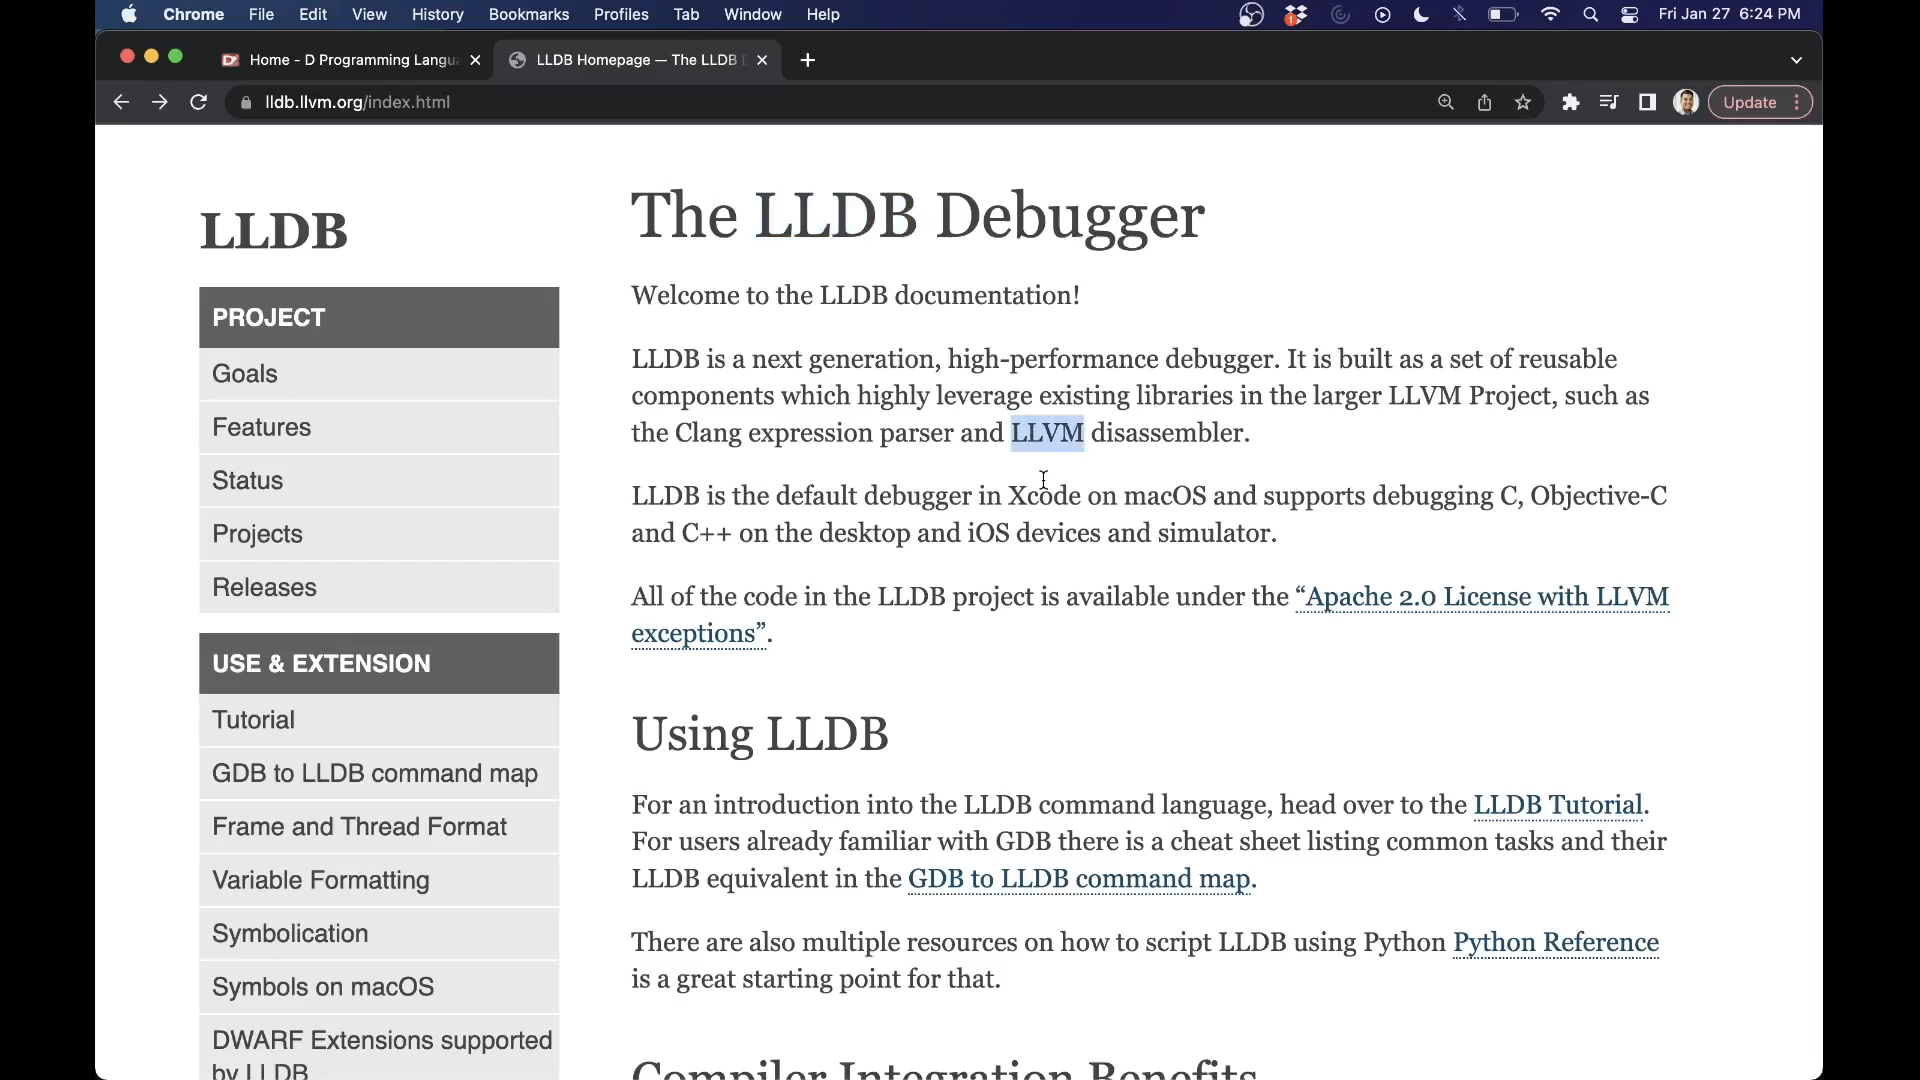 Chrome File Edit View History Bookmarks Profiles Tab Window Help Fri Jan 27 6:24 PM
Home - D Programming Langu LLDB Homepage — The LLDB
lldb.llvm.org/index.html Update
LLDB
PROJECT
Goals
Features
Status
Projects
Releases
USE & EXTENSION
Tutorial
GDB to LLDB command map
Frame and Thread Format
Variable Formatting
Symbolication
Symbols on macOS
DWARF Extensions supported
by LLDB
The LLDB Debugger
Welcome to the LLDB documentation!
LLDB is a next generation, high-performance debugger. It is built as a set of reusable
components which highly leverage existing libraries in the larger LLVM Project, such as
the Clang expression parser and LLVM disassembler.
LLDB is the default debugger in Xcode on macOS and supports debugging C, Objective-C
and C++ on the desktop and iOS devices and simulator.
All of the code in the LLDB project is available under the “Apache 2.0 License with LLVM
exceptions”.
Using LLDB
For an introduction into the LLDB command language, head over to the LLDB Tutorial.
For users already familiar with GDB there is a cheat sheet listing common tasks and their
LLDB equivalent in the GDB to LLDB command map.
There are also multiple resources on how to script LLDB using Python Python Reference
is a great starting point for that.
Compiler Integration Benefits